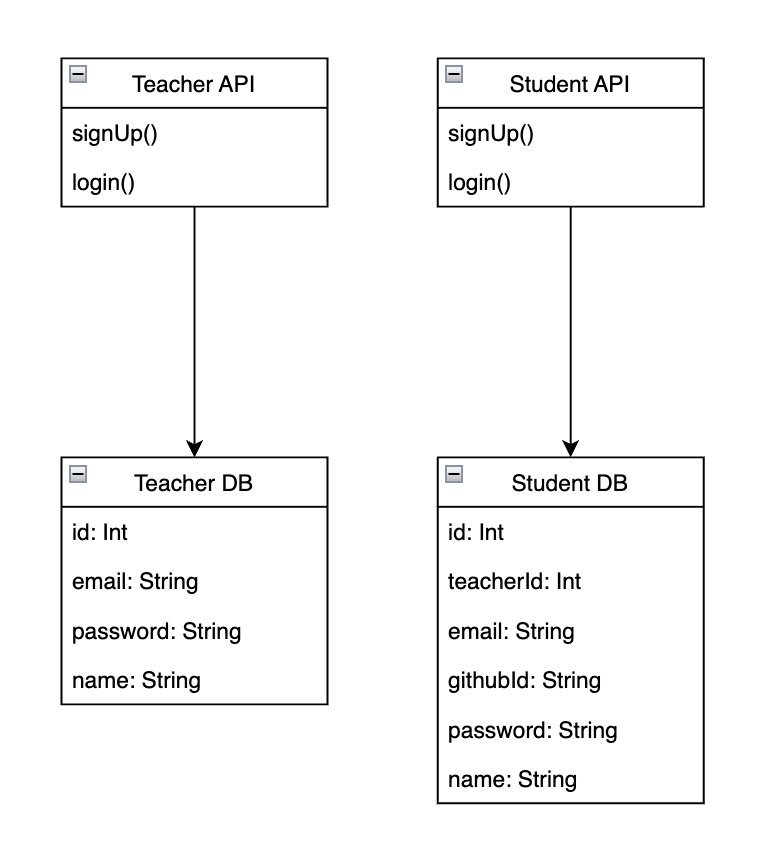 Teacher API
signUp()
login()
Student API
signUp()
login()
Teacher DB
id: Int
email: String
password: String
name: String
Student DB
id: Int
teacherId: Int
email: String
githubId: String
password: String
name: String